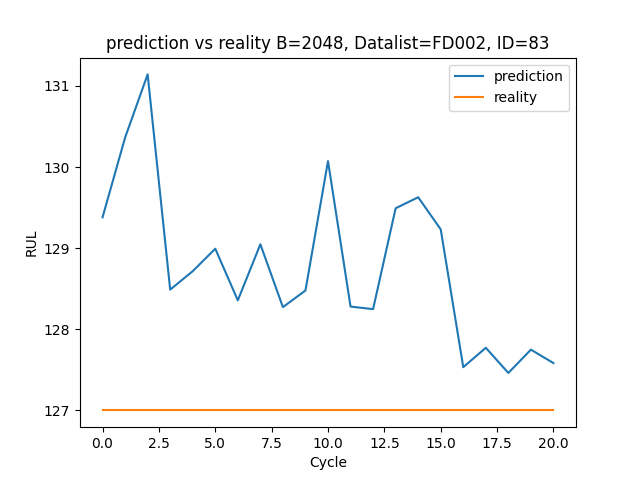 prediction vs reality B=2048, Datalist=FD002, ID=83
prediction
reality
RUL
131
130
129
128
127
0.0 2.5 5.0 7.5 10.0 12.5 15.0 17.5 20.0
Cycle